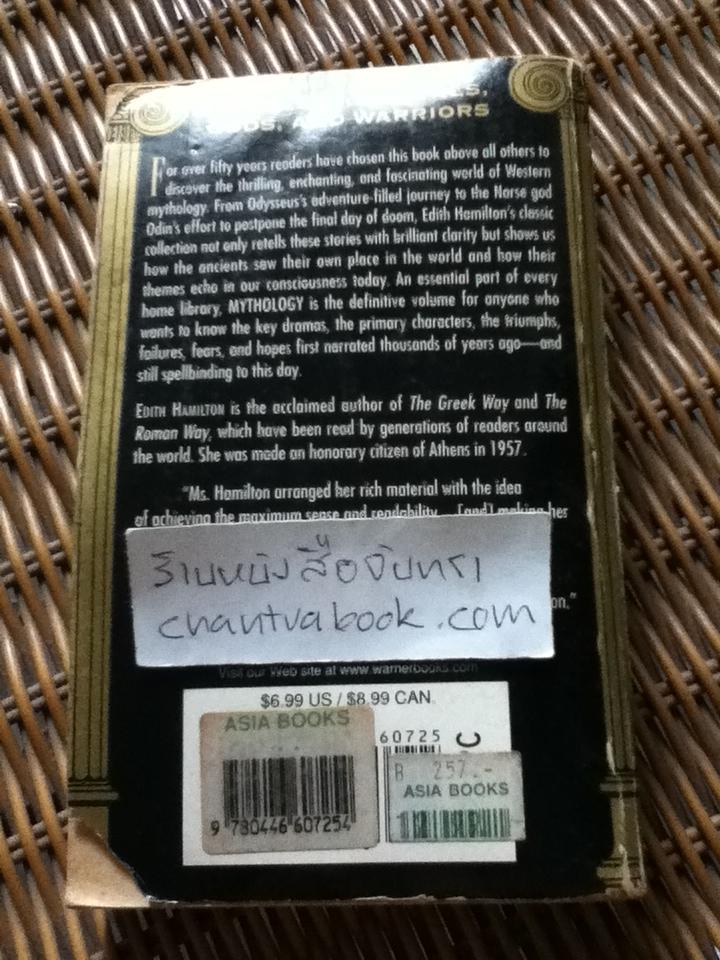 WARRIORS
For over fifty years readers have chosen this book above all others to
discover the thrilling, enchanting, and fascinating world of Western
mythology. From Odysseus's adventure-filled journey to the Norse god
Odin's effort to postpone the final day of doom, Edith Hamilton's classic
collection not only retells these stories with brilliant clarity but shows us
how the ancients saw their own place in the world and how their
themes echo in our consciousness today. An essential part of every
home library, MYTHOLOGY is the definitive volume for anyone who
wants to know the key dramas, the primary characters, the triumphs,
failures, fears, and hopes first narrated thousands of years ago—and
still spellbinding to this day.
EDITH HAMILTON is the acclaimed author of The Greek Way and The
Roman Way, which have been read by generations of readers around
the world. She was made an honorary citizen of Athens in 1957.
"Ms. Hamilton arranged her rich material with the idea
of achieving the maximum sense and readability ... [and] making her
ร้านหนังสือจันทรา
chantrabook.com
Visit our Web site at www.warnerbooks.com
$6.99 US / $8.99 CAN
ASIA BOOKS
60725
B 257.-
ASIA BOOKS
9 780446 607254